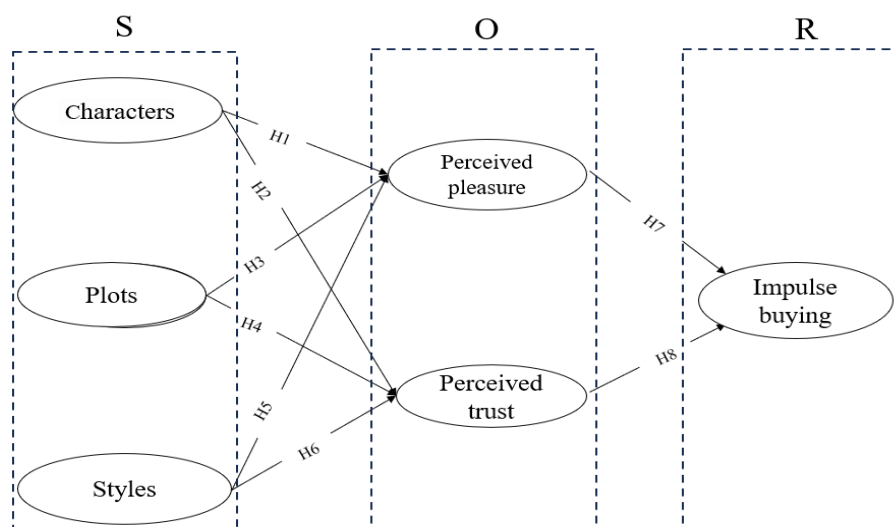 S
O
R
Characters
H1
H2
Perceived
pleasure
H7
H3
Plots
H4
Impulse
buying
H8
Perceived
trust
H5
H6
Styles